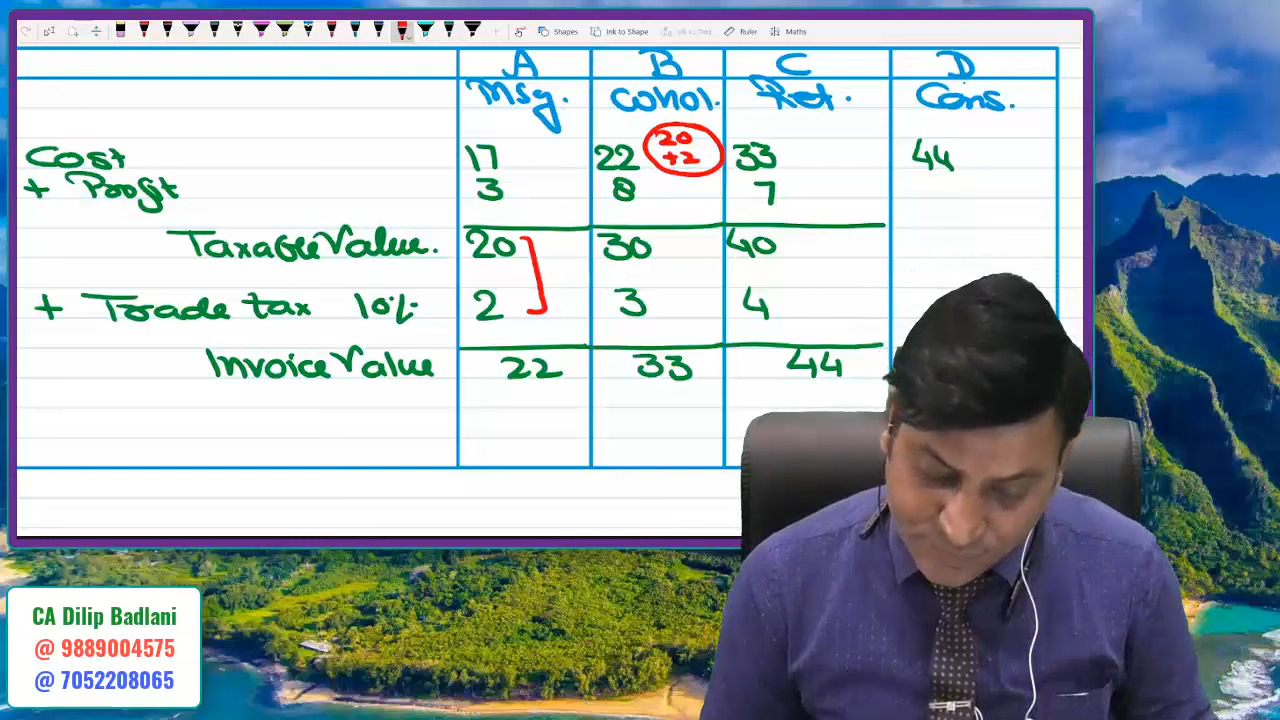 Shapes Ink to Shape Ruler Maths
A B C D
Mfg. Whol. Ret. Cons.
20
Cost 17 22 +2 33 44
+ Profit 3 8 7
Taxable Value. 20 30 40
+ Trade tax 10% 2 3 4
Invoice Value 22 33 44
CA Dilip Badlani
@ 9889004575
@ 7052208065